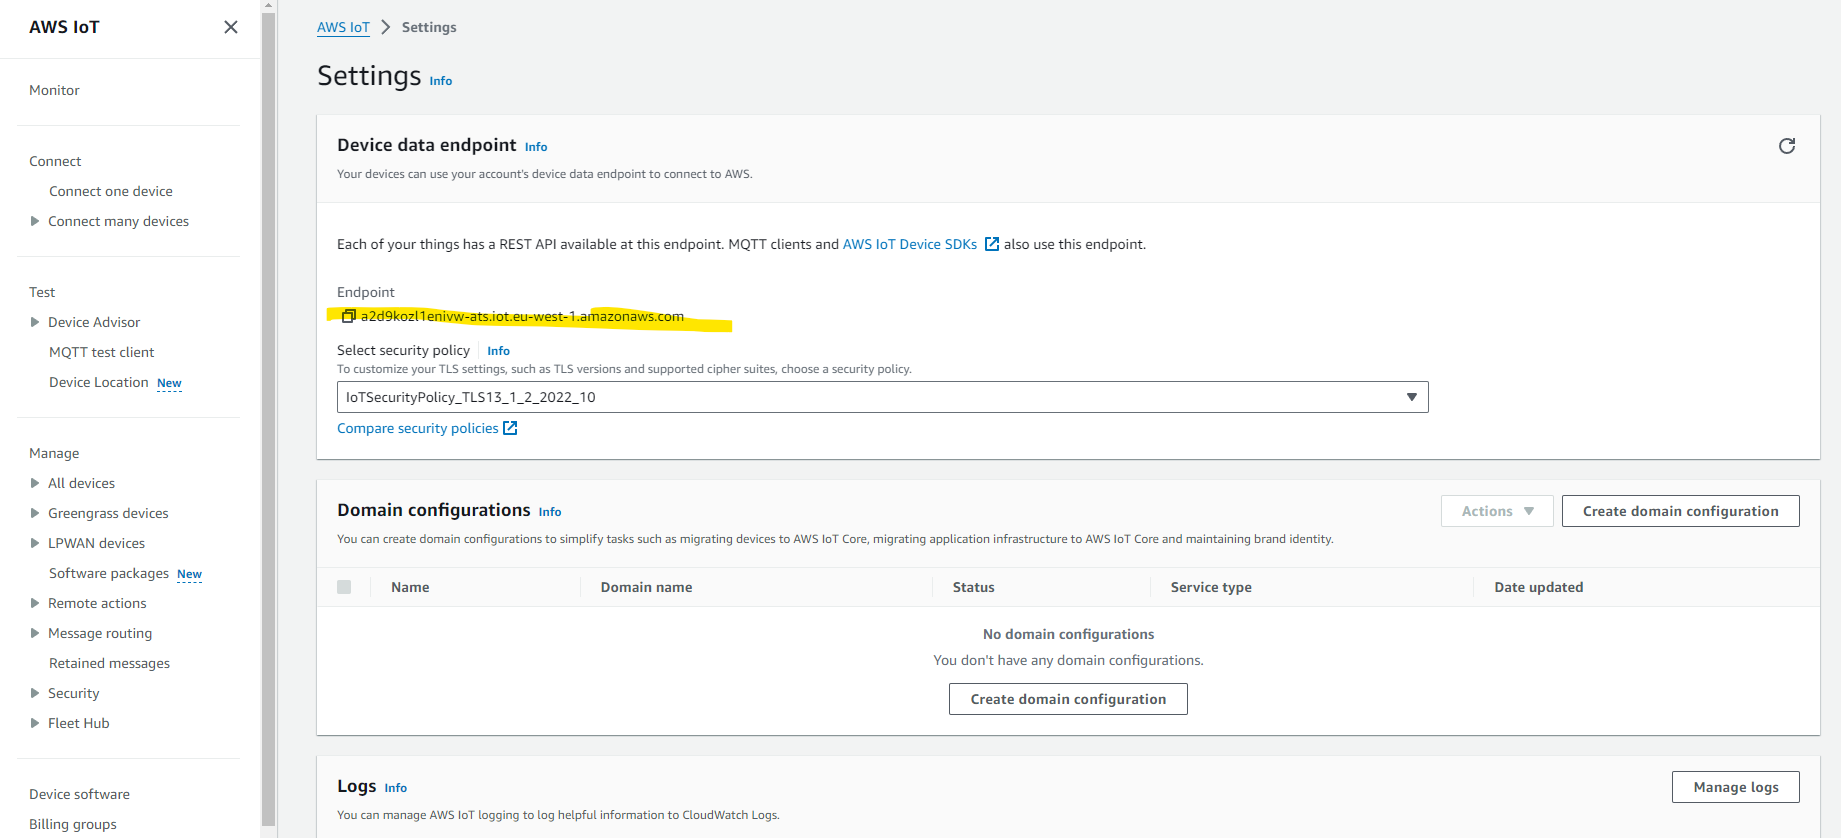 AWS IoT
Monitor
Connect
Connect one device
Connect many devices
Test
Device Advisor
MQTT test client
Device Location New
Manage
All devices
Greengrass devices
LPWAN devices
Software packages New
Remote actions
Message routing
Retained messages
Security
Fleet Hub
Device software
Billing groups
AWS IoT > Settings
Settings Info
Device data endpoint Info
Your devices can use your account's device data endpoint to connect to AWS.
Each of your things has a REST API available at this endpoint. MQTT clients and AWS IoT Device SDKs also use this endpoint.
Endpoint
a2d9kozl1enivw-ats.iot.eu-west-1.amazonaws.com
Select security policy Info
To customize your TLS settings, such as TLS versions and supported cipher suites, choose a security policy.
IoTSecurityPolicy_TLS13_1_2_2022_10
Compare security policies
Domain configurations Info
Actions Create domain configuration
You can create domain configurations to simplify tasks such as migrating devices to AWS IoT Core, migrating application infrastructure to AWS IoT Core and maintaining brand identity.
Name Domain name Status Service type Date updated
No domain configurations
You don't have any domain configurations.
Create domain configuration
Logs Info
Manage logs
You can manage AWS IoT logging to log helpful information to CloudWatch Logs.